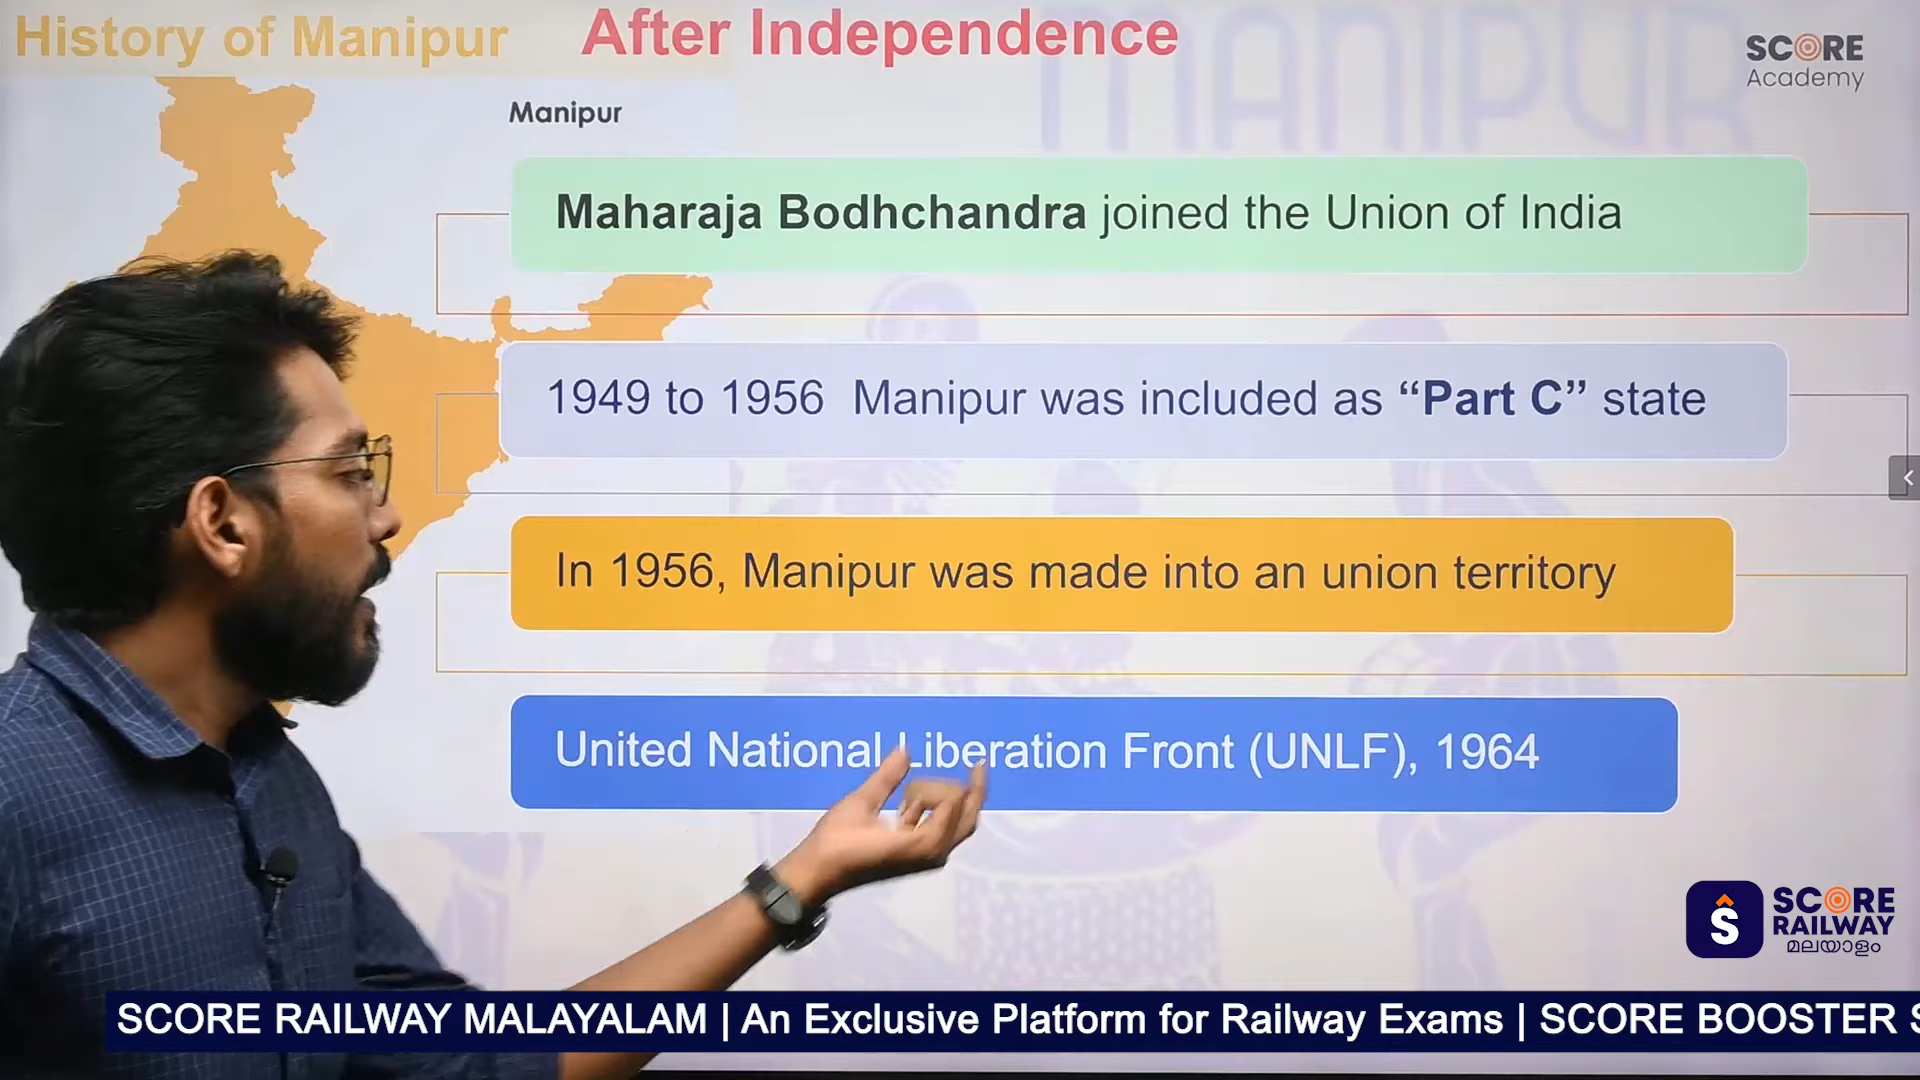 History of Manipur
After Independence
MANIPUR
SCORE
Academy
Manipur
Maharaja Bodhchandra joined the Union of India
1949 to 1956 Manipur was included as “Part C” state
In 1956, Manipur was made into an union territory
United National Liberation Front (UNLF), 1964
S
SCORE
RAILWAY
മലയാളം
SCORE RAILWAY MALAYALAM | An Exclusive Platform for Railway Exams | SCORE BOOSTER S